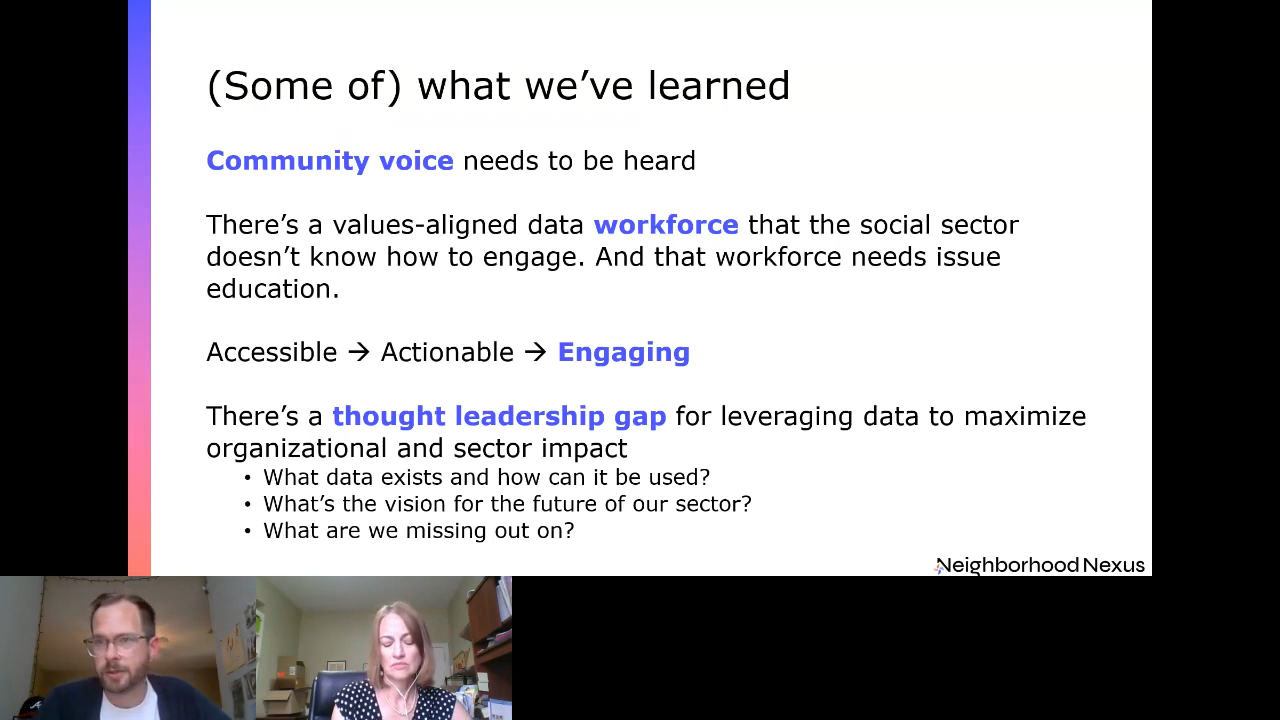 (Some of) what we’ve learned
Community voice needs to be heard
There’s a values-aligned data workforce that the social sector
doesn’t know how to engage. And that workforce needs issue
education.
Accessible → Actionable → Engaging
There’s a thought leadership gap for leveraging data to maximize
organizational and sector impact
• What data exists and how can it be used?
• What’s the vision for the future of our sector?
• What are we missing out on?
Neighborhood Nexus